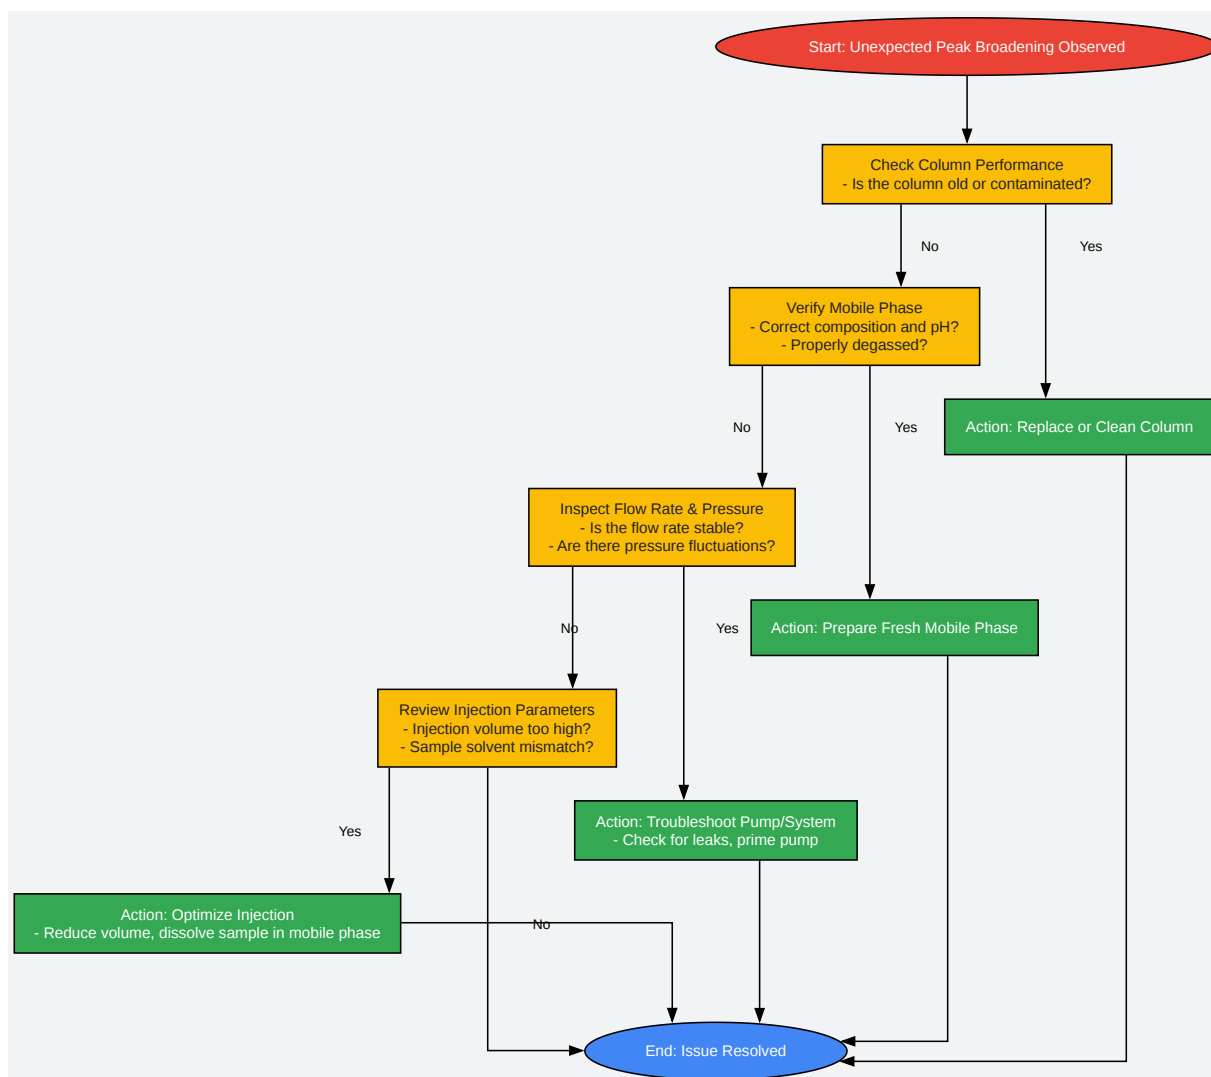 Start: Unexpected Peak Broadening Observed
Check Column Performance
- Is the column old or contaminated?
No
Yes
Verify Mobile Phase
- Correct composition and pH?
- Properly degassed?
No
Yes
Action: Replace or Clean Column
Inspect Flow Rate & Pressure
- Is the flow rate stable?
- Are there pressure fluctuations?
No
Yes
Action: Prepare Fresh Mobile Phase
Review Injection Parameters
- Injection volume too high?
- Sample solvent mismatch?
Yes
Action: Troubleshoot Pump/System
- Check for leaks, prime pump
Action: Optimize Injection
- Reduce volume, dissolve sample in mobile phase
No
End: Issue Resolved